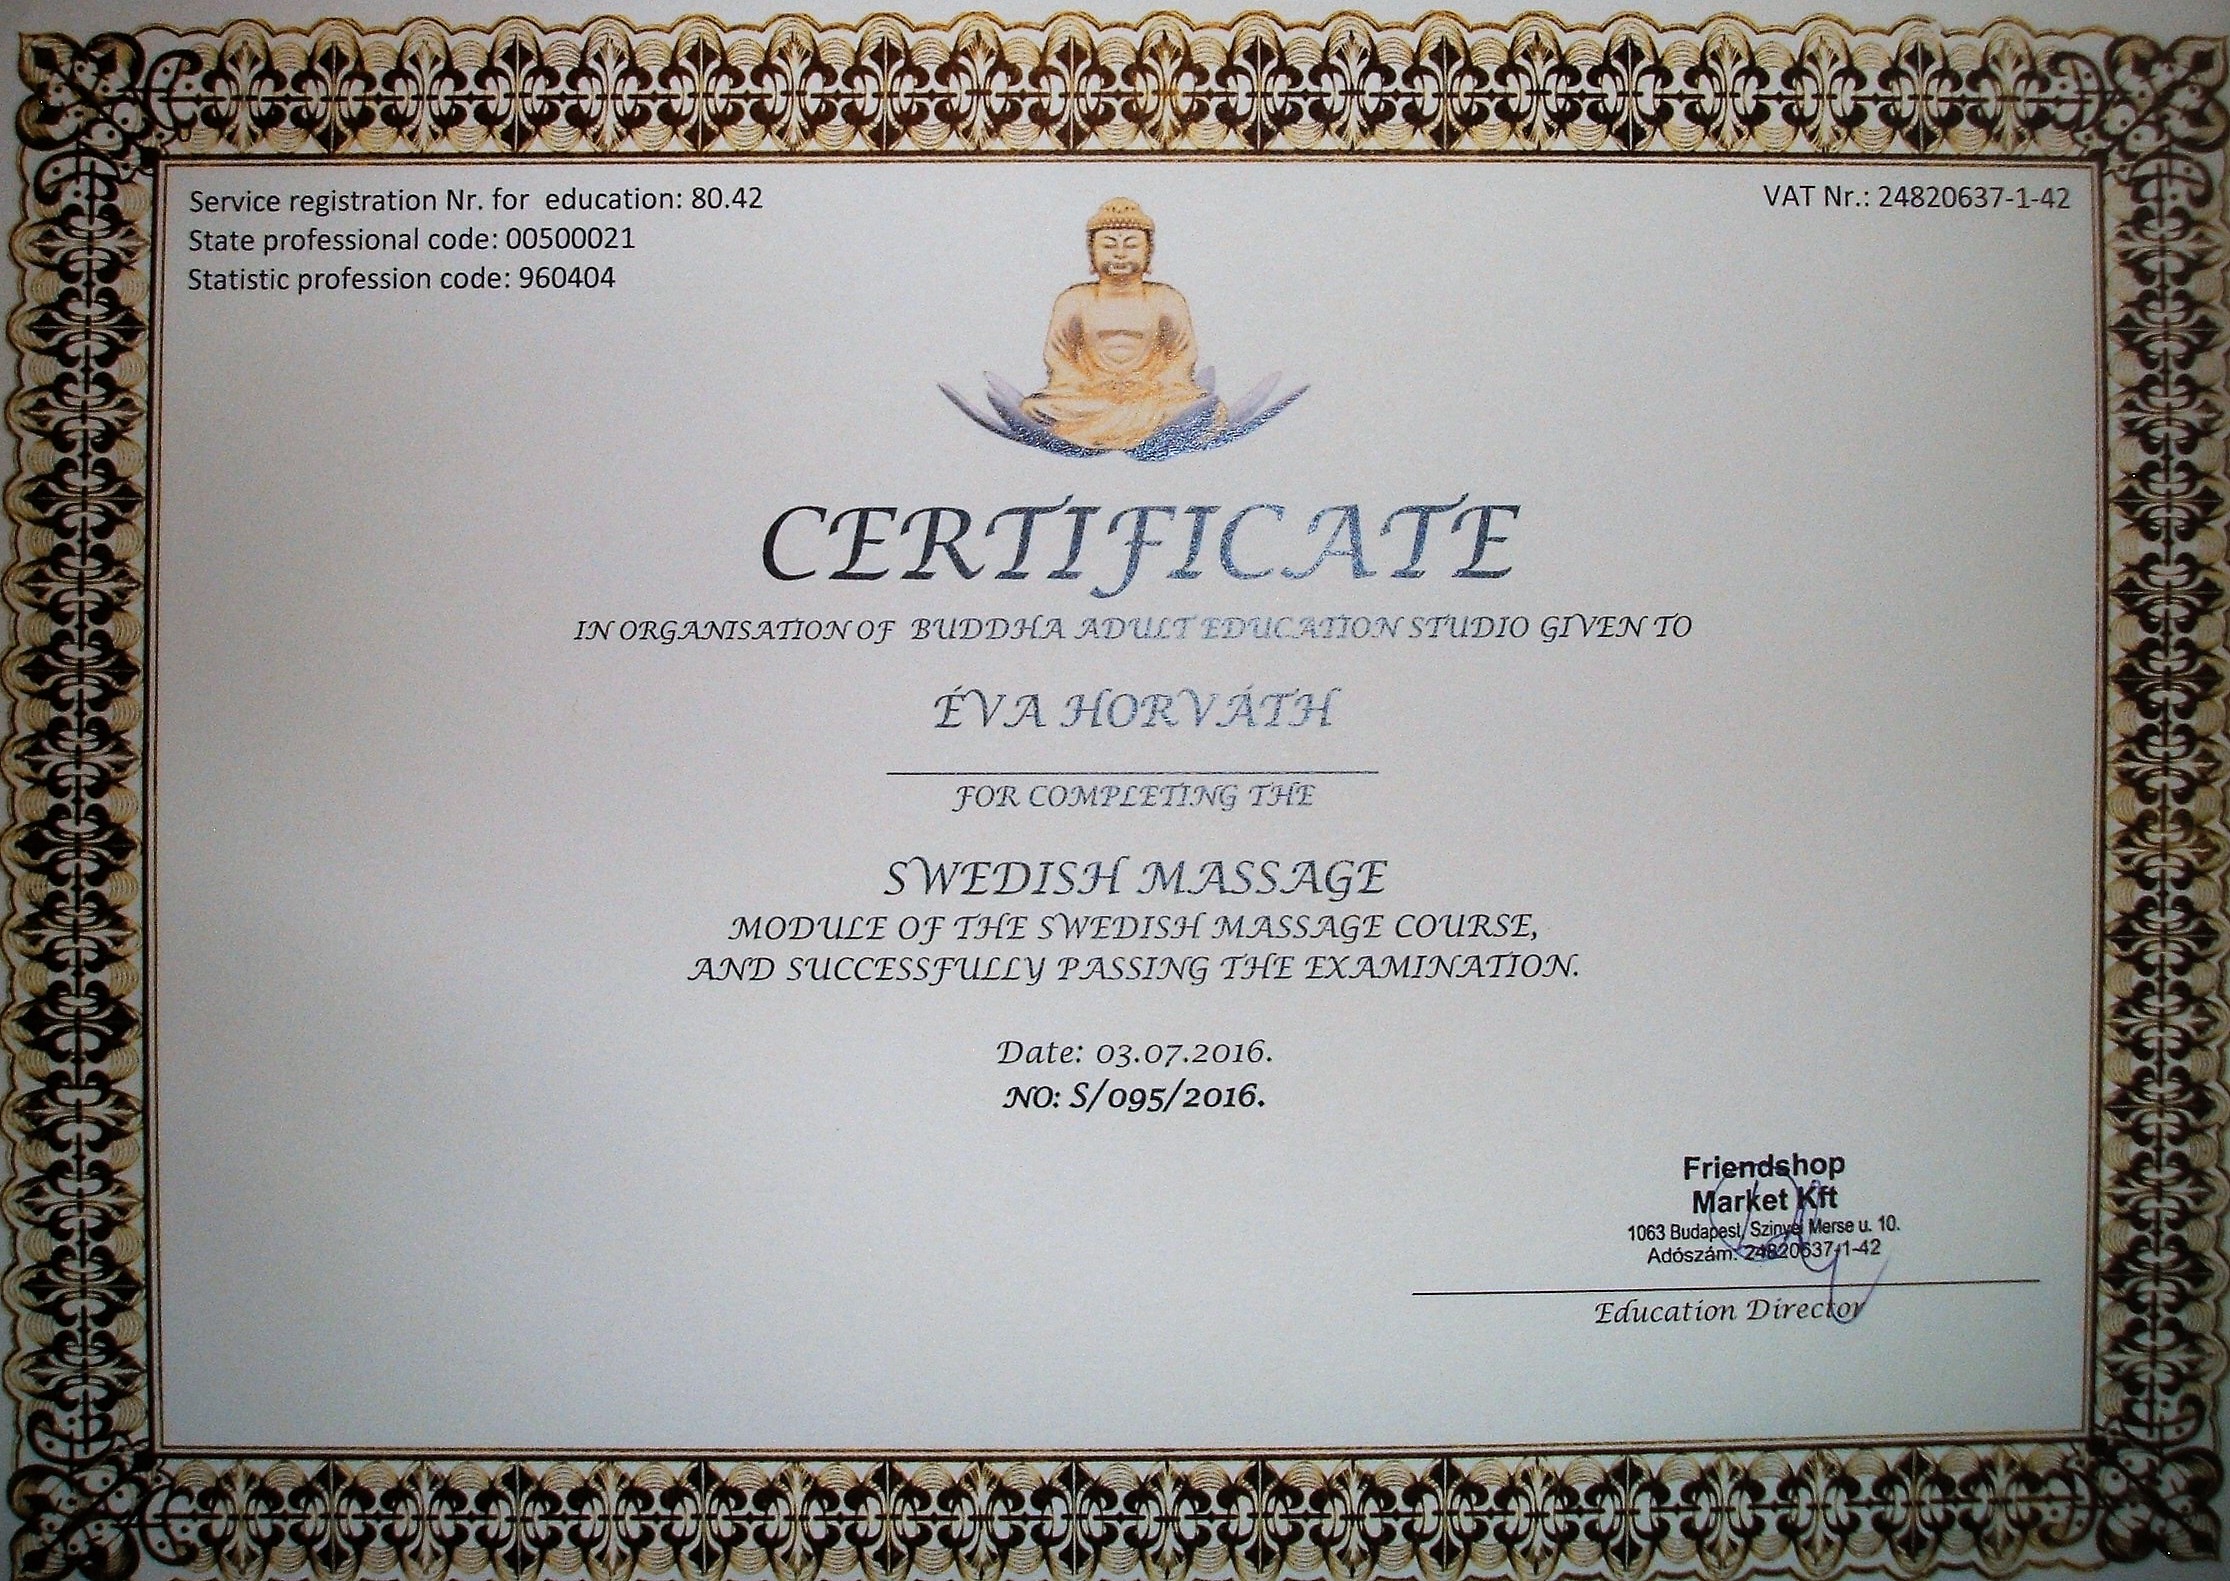 Service registration Nr. for education: 80.42
State professional code: 00500021
Statistic profession code: 960404
VAT Nr.: 24820637-1-42
CERTIFICATE
IN ORGANISATION OF BUDDHA ADULT EDUCATION STUDIO GIVEN TO
ÉVA HORVÁTH
FOR COMPLETING THE
SWEDISH MASSAGE
MODULE OF THE SWEDISH MASSAGE COURSE,
AND SUCCESSFULLY PASSING THE EXAMINATION.
Date: 03.07.2016.
NO: S/095/2016.
Friendshop
Market Kft
1063 Budapest, Szinyei Merse u. 10.
Adószám: 24820637-1-42
Education Director